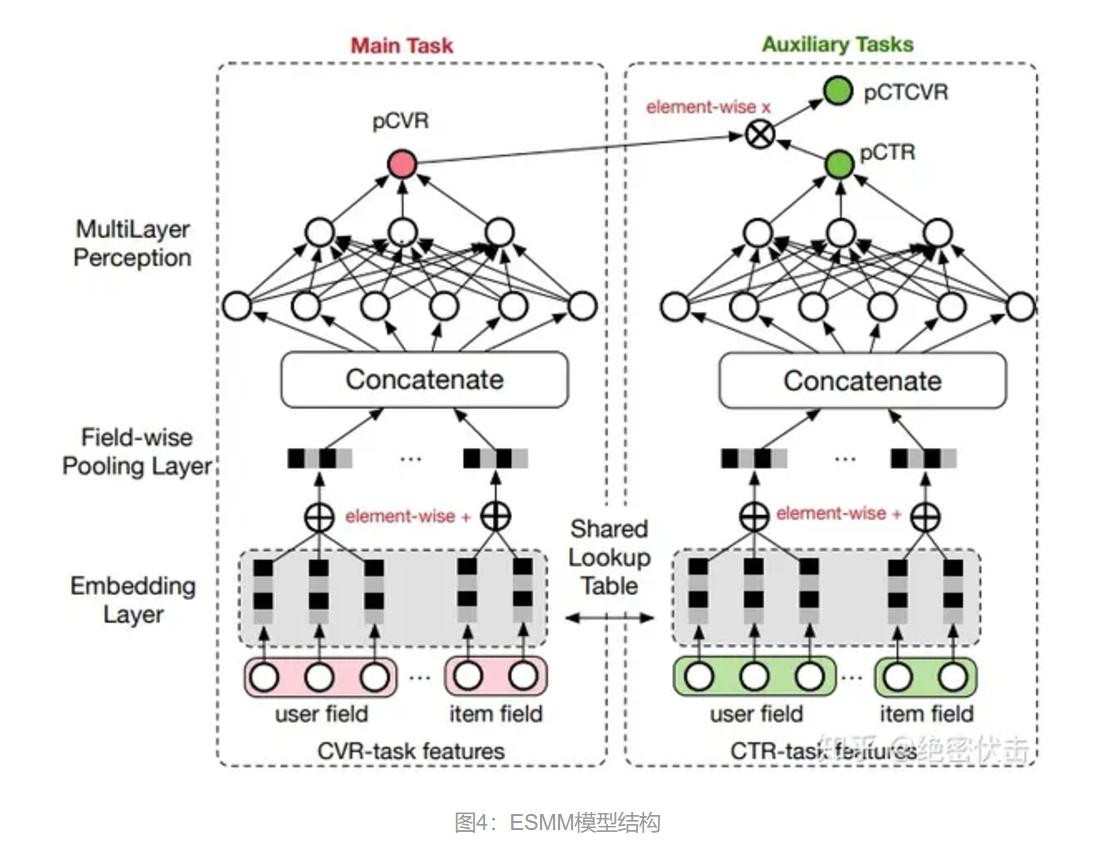 Main Task
Auxiliary Tasks
pCTCVR
element-wise x
pCVR
pCTR
MultiLayer
Perception
Concatenate
Concatenate
Field-wise
Pooling Layer
...
...
element-wise +
element-wise +
Shared
Lookup
Table
Embedding
Layer
...
...
user field
item field
user field
item field
CVR-task features
CTR-task features
知乎 @绝密伏击
图4：ESMM模型结构